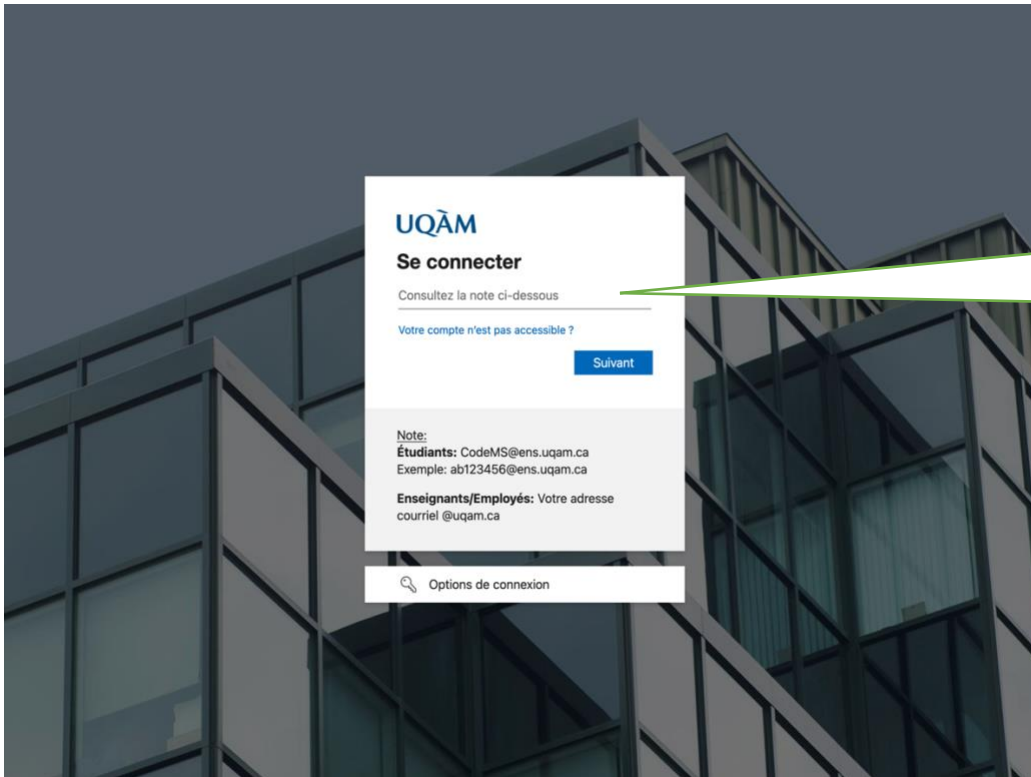 UQÀM
Se connecter
Consultez la note ci-dessous
Votre compte n'est pas accessible ?
Suivant
Note:
Étudiants: CodeMS@ens.uqam.ca
Exemple: ab123456@ens.uqam.ca
Enseignants/Employés: Votre adresse
courriel @uqam.ca
Options de connexion